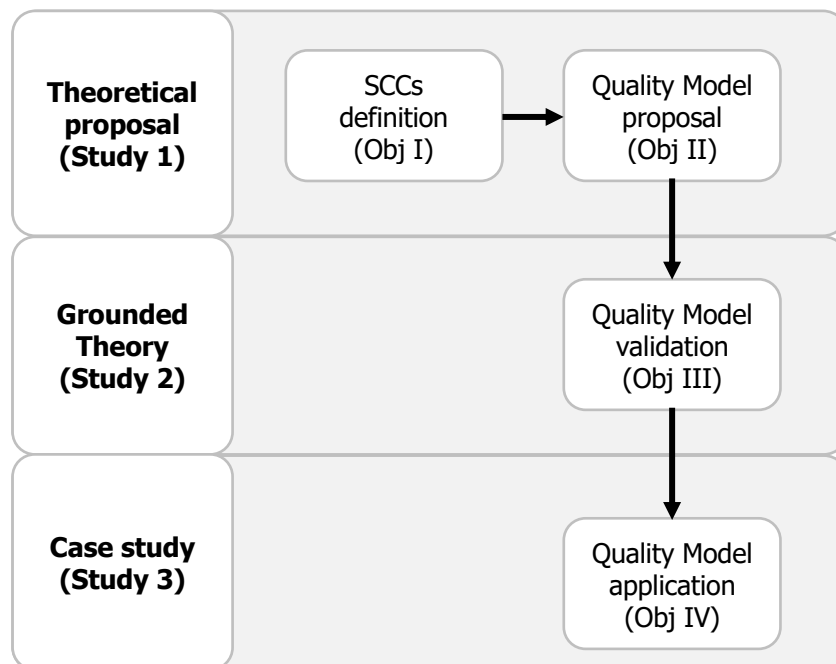 Theoretical
proposal
(Study 1)
SCCs
definition
(Obj I)
Quality Model
proposal
(Obj II)
Grounded
Theory
(Study 2)
Quality Model
validation
(Obj III)
Case study
(Study 3)
Quality Model
application
(Obj IV)